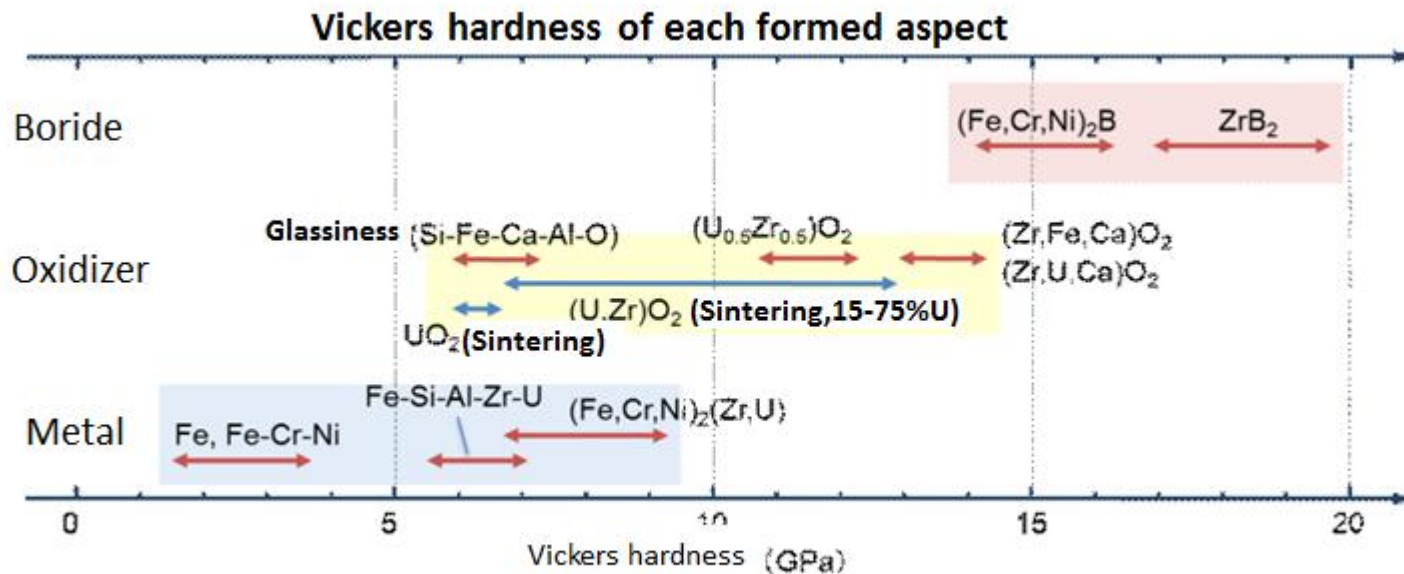 Vickers hardness of each formed aspect
Boride
(Fe,Cr,Ni)₂B
ZrB₂
Glassiness (Si-Fe-Ca-Al-O)
(U₀.₅Zr₀.₅)O₂
(Zr,Fe,Ca)O₂
Oxidizer
(Zr,U,Ca)O₂
(U.Zr)O₂ (Sintering,15-75%U)
UO₂(Sintering)
Fe-Si-Al-Zr-U
(Fe,Cr,Ni)₂(Zr,U)
Metal
Fe, Fe-Cr-Ni
0 5 10 15 20
Vickers hardness (GPa)